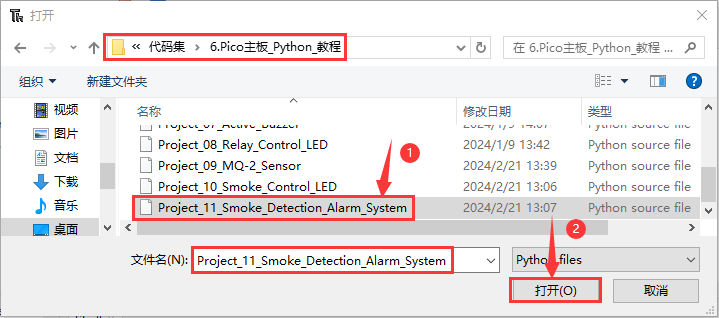 打开
« 代码集 › 6.Pico主板_Python_教程
在 6.Pico主板_Python_教程 ...
组织 新建文件夹
名称 修改日期 类型
视频
图片
文档
下载
音乐
桌面
Project_07_Active_Buzzer 2024/1/9 14:07 Python source file
Project_08_Relay_Control_LED 2024/1/9 13:42 Python source file
Project_09_MQ-2_Sensor 2024/2/21 13:39 Python source file
Project_10_Smoke_Control_LED 2024/2/21 13:06 Python source file
Project_11_Smoke_Detection_Alarm_System 2024/2/21 13:07 Python source file
1
2
文件名(N): Project_11_Smoke_Detection_Alarm_System Python files
打开(O) 取消